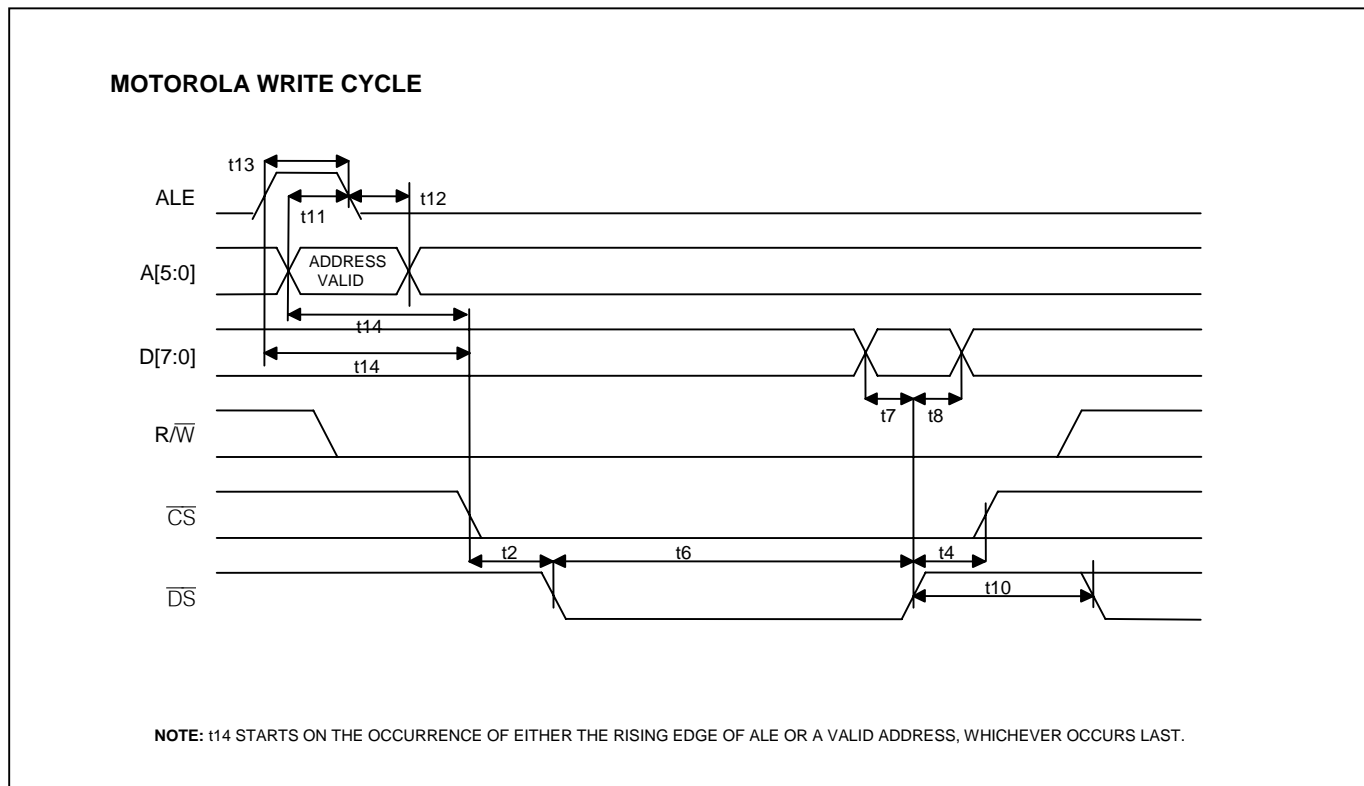 MOTOROLA WRITE CYCLE
t13
ALE
t11
t12
A[5:0]
ADDRESS
VALID
t14
D[7:0]
t14
t7
t8
R/W̅
C̅S̅
t2
t6
t4
D̅S̅
t10
NOTE: t14 STARTS ON THE OCCURRENCE OF EITHER THE RISING EDGE OF ALE OR A VALID ADDRESS, WHICHEVER OCCURS LAST.